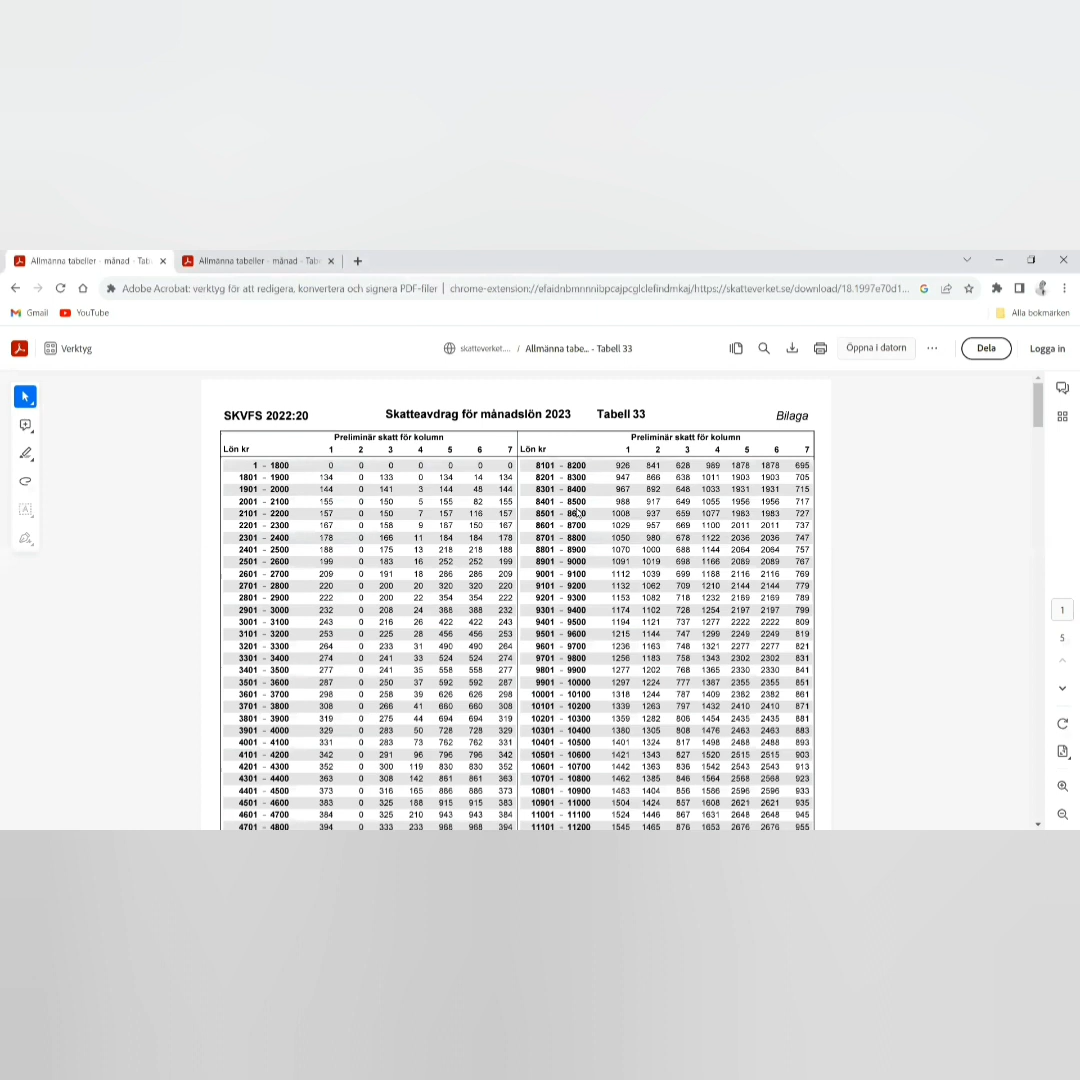 Allmänna tabeller - månad - Tab
Allmänna tabeller - månad - Tab
Adobe Acrobat: verktyg för att redigera, konvertera och signera PDF-filer | chrome-extension://efaidnbmnnnibpcajpcglclefindmkaj/https://skatteverket.se/download/18.1997e70d1...
Gmail YouTube Alla bokmärken
Verktyg skatteverket.... / Allmänna tabe... - Tabell 33 Öppna i datorn ... Dela Logga in
SKVFS 2022:20 Skatteavdrag för månadslön 2023 Tabell 33 Bilaga
Preliminär skatt för kolumn Preliminär skatt för kolumn
Lön kr 1 2 3 4 5 6 7 Lön kr 1 2 3 4 5 6 7
1 - 1800 0 0 0 0 0 0 0 8101 - 8200 926 841 628 989 1878 1878 695
1801 - 1900 134 0 133 0 134 14 134 8201 - 8300 947 866 638 1011 1903 1903 705
1901 - 2000 144 0 141 3 144 48 144 8301 - 8400 967 892 648 1033 1931 1931 715
2001 - 2100 155 0 150 5 155 82 155 8401 - 8500 988 917 649 1055 1956 1956 717
2101 - 2200 157 0 150 7 157 116 157 8501 - 8600 1008 937 659 1077 1983 1983 727
2201 - 2300 167 0 158 9 167 150 167 8601 - 8700 1029 957 669 1100 2011 2011 737
2301 - 2400 178 0 166 11 184 184 178 8701 - 8800 1050 980 678 1122 2036 2036 747
2401 - 2500 188 0 175 13 218 218 188 8801 - 8900 1070 1000 688 1144 2064 2064 757
2501 - 2600 199 0 183 16 252 252 199 8901 - 9000 1091 1019 698 1166 2089 2089 767
2601 - 2700 209 0 191 18 286 286 209 9001 - 9100 1112 1039 699 1188 2116 2116 769
2701 - 2800 220 0 200 20 320 320 220 9101 - 9200 1132 1062 709 1210 2144 2144 779
2801 - 2900 222 0 200 22 354 354 222 9201 - 9300 1153 1082 718 1232 2169 2169 789
2901 - 3000 232 0 208 24 388 388 232 9301 - 9400 1174 1102 728 1254 2197 2197 799
3001 - 3100 243 0 216 26 422 422 243 9401 - 9500 1194 1121 737 1277 2222 2222 809
3101 - 3200 253 0 225 28 456 456 253 9501 - 9600 1215 1144 747 1299 2249 2249 819
3201 - 3300 264 0 233 31 490 490 264 9601 - 9700 1236 1163 748 1321 2277 2277 821
3301 - 3400 274 0 241 33 524 524 274 9701 - 9800 1256 1183 758 1343 2302 2302 831
3401 - 3500 277 0 241 35 558 558 277 9801 - 9900 1277 1202 768 1365 2330 2330 841
3501 - 3600 287 0 250 37 592 592 287 9901 - 10000 1297 1224 777 1387 2355 2355 851
3601 - 3700 298 0 258 39 626 626 298 10001 - 10100 1318 1244 787 1409 2382 2382 861
3701 - 3800 308 0 266 41 660 660 308 10101 - 10200 1339 1263 797 1432 2410 2410 871
3801 - 3900 319 0 275 44 694 694 319 10201 - 10300 1359 1282 806 1454 2435 2435 881
3901 - 4000 329 0 283 50 728 728 329 10301 - 10400 1380 1305 808 1476 2463 2463 883
4001 - 4100 331 0 283 73 762 762 331 10401 - 10500 1401 1324 817 1498 2488 2488 893
4101 - 4200 342 0 291 96 796 796 342 10501 - 10600 1421 1343 827 1520 2515 2515 903
4201 - 4300 352 0 300 119 830 830 352 10601 - 10700 1442 1363 836 1542 2543 2543 913
4301 - 4400 363 0 308 142 861 861 363 10701 - 10800 1462 1385 846 1564 2568 2568 923
4401 - 4500 373 0 316 165 886 886 373 10801 - 10900 1483 1404 856 1586 2596 2596 933
4501 - 4600 383 0 325 188 915 915 383 10901 - 11000 1504 1424 857 1608 2621 2621 935
4601 - 4700 384 0 325 210 943 943 384 11001 - 11100 1524 1446 867 1631 2648 2648 945
4701 - 4800 394 0 333 233 968 968 394 11101 - 11200 1545 1465 876 1653 2676 2676 955
1
5